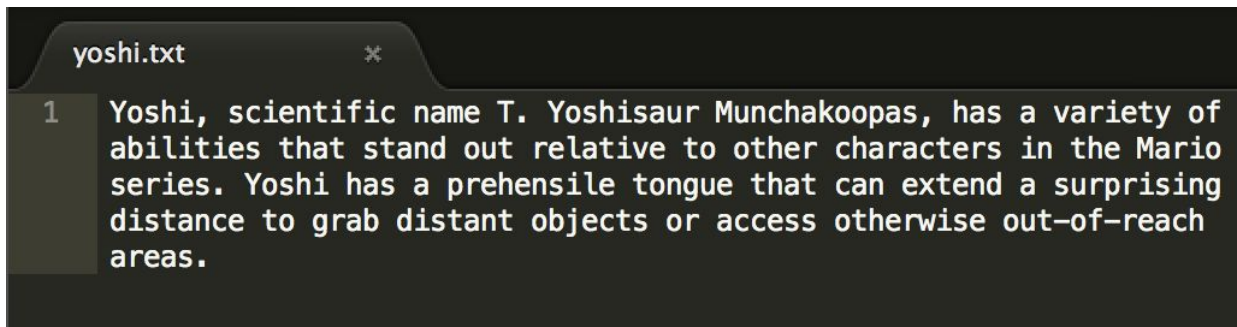 yoshi.txt
1 Yoshi, scientific name T. Yoshisaur Munchakoopas, has a variety of
abilities that stand out relative to other characters in the Mario
series. Yoshi has a prehensile tongue that can extend a surprising
distance to grab distant objects or access otherwise out-of-reach
areas.